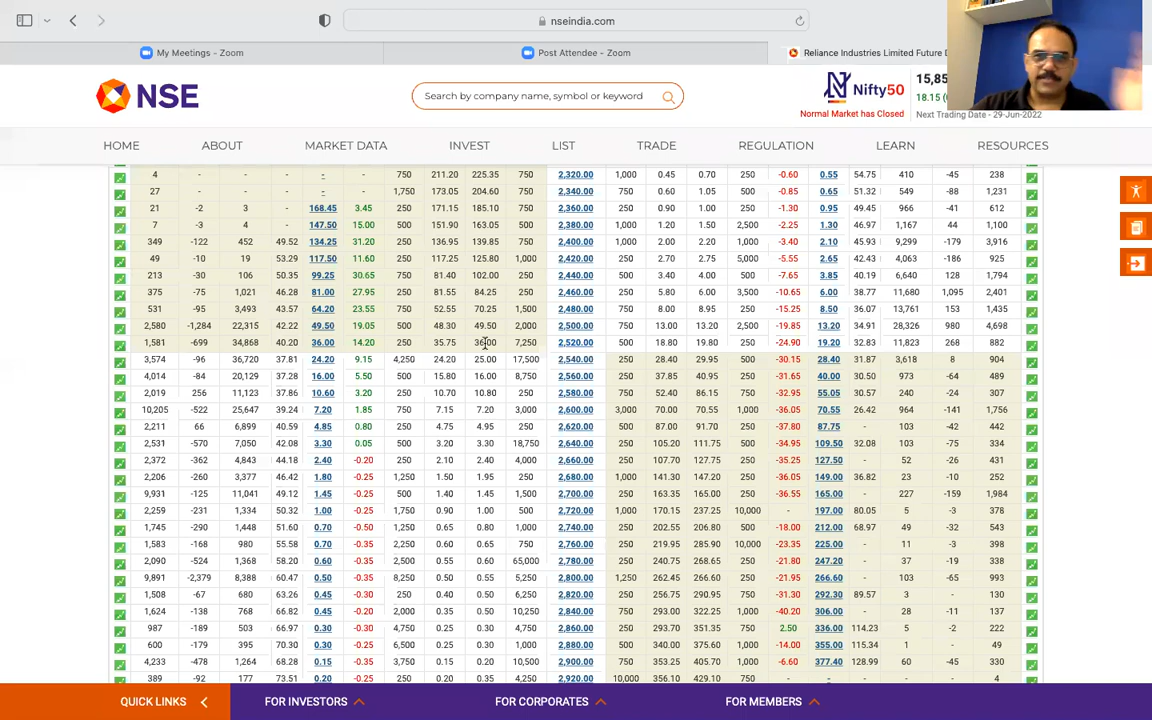 nseindia.com
My Meetings - Zoom
Post Attendee - Zoom
Reliance Industries Limited Future D
NSE
Search by company name, symbol or keyword
Nifty50
15,85
18.15
Normal Market has Closed
Next Trading Date - 29-Jun-2022
HOME ABOUT MARKET DATA INVEST LIST TRADE REGULATION LEARN RESOURCES
4 - - - - - 750 211.20 225.35 750 2,320.00 1,000 0.45 0.70 250 -0.60 0.55 54.75 410 -45 238
27 - - - - - 1,750 173.05 204.60 750 2,340.00 750 0.60 1.05 500 -0.85 0.65 51.32 549 -88 1,231
21 -2 3 - 168.45 3.45 250 171.15 185.10 750 2,360.00 250 0.90 1.00 500 -1.30 0.95 49.45 966 -41 612
7 -3 4 - 147.50 15.00 250 151.90 163.05 500 2,380.00 1,000 1.20 1.50 2,500 -2.25 1.30 46.97 1,167 44 1,100
349 -122 452 49.52 134.25 31.20 250 136.95 139.85 750 2,400.00 1,000 2.00 2.20 1,000 -3.40 2.10 45.93 9,299 -179 3,916
49 -10 19 53.29 117.50 11.60 250 117.25 125.80 1,000 2,420.00 250 2.70 2.75 5,000 -5.55 2.65 42.43 4,063 -186 925
213 -30 106 50.35 99.25 30.65 750 81.40 102.00 250 2,440.00 500 3.40 4.00 500 -7.65 3.85 40.19 6,640 128 1,794
375 -75 1,021 46.28 81.00 27.95 750 81.55 84.25 250 2,460.00 250 5.80 6.00 3,500 -10.65 6.00 38.77 11,680 1,095 2,401
531 -95 3,493 43.57 64.20 23.55 750 52.55 70.25 1,500 2,480.00 750 8.00 8.95 750 -15.25 8.50 36.07 13,761 153 1,435
2,580 -1,284 22,315 42.22 49.50 19.05 500 48.30 49.50 2,000 2,500.00 750 13.00 13.20 2,500 -19.85 13.20 34.91 28,326 980 4,698
1,581 -699 34,868 40.20 36.00 14.20 250 35.75 36.00 7,250 2,520.00 500 18.80 19.80 250 -24.90 19.20 32.83 11,823 268 882
3,574 -96 36,720 37.81 24.20 9.15 4,250 24.20 25.00 17,500 2,540.00 250 28.40 29.95 500 -30.15 28.40 31.87 3,618 8 904
4,014 -84 20,129 37.28 16.00 5.50 500 15.80 16.00 8,750 2,560.00 250 37.85 40.95 250 -31.65 40.00 30.50 973 -64 489
2,019 256 11,123 37.86 10.60 3.20 250 10.70 10.80 250 2,580.00 750 52.40 86.15 750 -32.95 55.05 30.57 240 -24 307
10,205 -522 25,647 39.24 7.20 1.85 750 7.15 7.20 3,000 2,600.00 3,000 70.00 70.55 1,000 -36.05 70.55 26.42 964 -141 1,756
2,211 66 6,899 40.59 4.85 0.80 250 4.75 4.95 250 2,620.00 500 87.00 91.70 250 -37.80 87.75 - 103 -42 442
2,531 -570 7,050 42.08 3.30 0.05 500 3.20 3.30 18,750 2,640.00 250 105.20 111.75 500 -34.95 109.50 32.08 103 -75 334
2,372 -362 4,843 44.18 2.40 -0.20 250 2.10 2.40 4,000 2,660.00 250 107.70 127.75 250 -35.25 127.50 - 52 -26 431
2,206 -260 3,377 46.42 1.80 -0.25 1,250 1.50 1.95 250 2,680.00 1,000 141.30 147.20 250 -36.05 149.00 36.82 23 -10 252
9,931 -125 11,041 49.12 1.45 -0.25 500 1.40 1.45 1,500 2,700.00 250 163.35 165.00 250 -36.55 165.00 - 227 -159 1,984
2,259 -231 1,334 50.32 1.00 -0.25 1,750 0.90 1.00 500 2,720.00 250 170.15 237.25 10,000 - 197.00 80.05 5 -3 378
1,745 -290 1,448 51.60 0.70 -0.50 1,250 0.65 0.80 1,000 2,740.00 250 202.55 206.80 500 -18.00 212.00 68.97 49 -32 543
1,583 -168 980 55.58 0.70 -0.35 2,250 0.60 0.65 750 2,760.00 250 219.95 285.90 10,000 -23.35 225.00 - 11 -3 398
2,090 -524 1,368 58.20 0.60 -0.35 2,500 0.55 0.60 65,000 2,780.00 250 240.75 268.65 250 -21.80 247.20 - 37 -19 338
9,891 -2,379 8,388 60.47 0.50 -0.35 8,250 0.50 0.55 5,250 2,800.00 1,250 262.45 266.60 250 -21.95 266.60 - 103 -65 993
1,508 -67 680 63.26 0.45 -0.30 250 0.40 0.50 6,250 2,820.00 250 256.75 290.95 250 -31.30 292.30 89.57 3 - 130
1,624 -138 768 66.82 0.45 -0.20 2,000 0.35 0.50 10,250 2,840.00 750 293.00 322.25 1,000 -40.20 306.00 - 28 -11 137
987 -189 503 66.97 0.30 -0.30 4,750 0.25 0.30 4,750 2,860.00 250 293.70 351.35 750 2.50 336.00 114.23 5 -2 222
600 -179 395 70.30 0.30 -0.25 6,500 0.25 0.30 1,000 2,880.00 500 340.00 375.60 1,000 -14.00 355.00 115.34 1 - 49
4,233 -478 1,264 68.28 0.15 -0.35 3,750 0.15 0.20 10,500 2,900.00 750 353.25 405.70 1,000 -6.60 377.40 128.99 60 -45 330
389 -92 177 73.51 0.20 -0.25 250 0.20 0.35 4,250 2,920.00 10,000 356.10 429.10 750 - - - - - 4
QUICK LINKS FOR INVESTORS FOR CORPORATES FOR MEMBERS